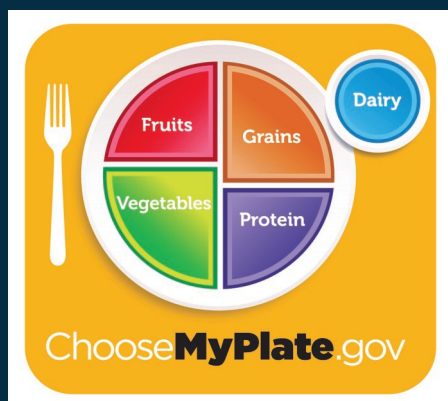 Dairy
Fruits
Grains
Vegetables
Protein
ChooseMyPlate.gov